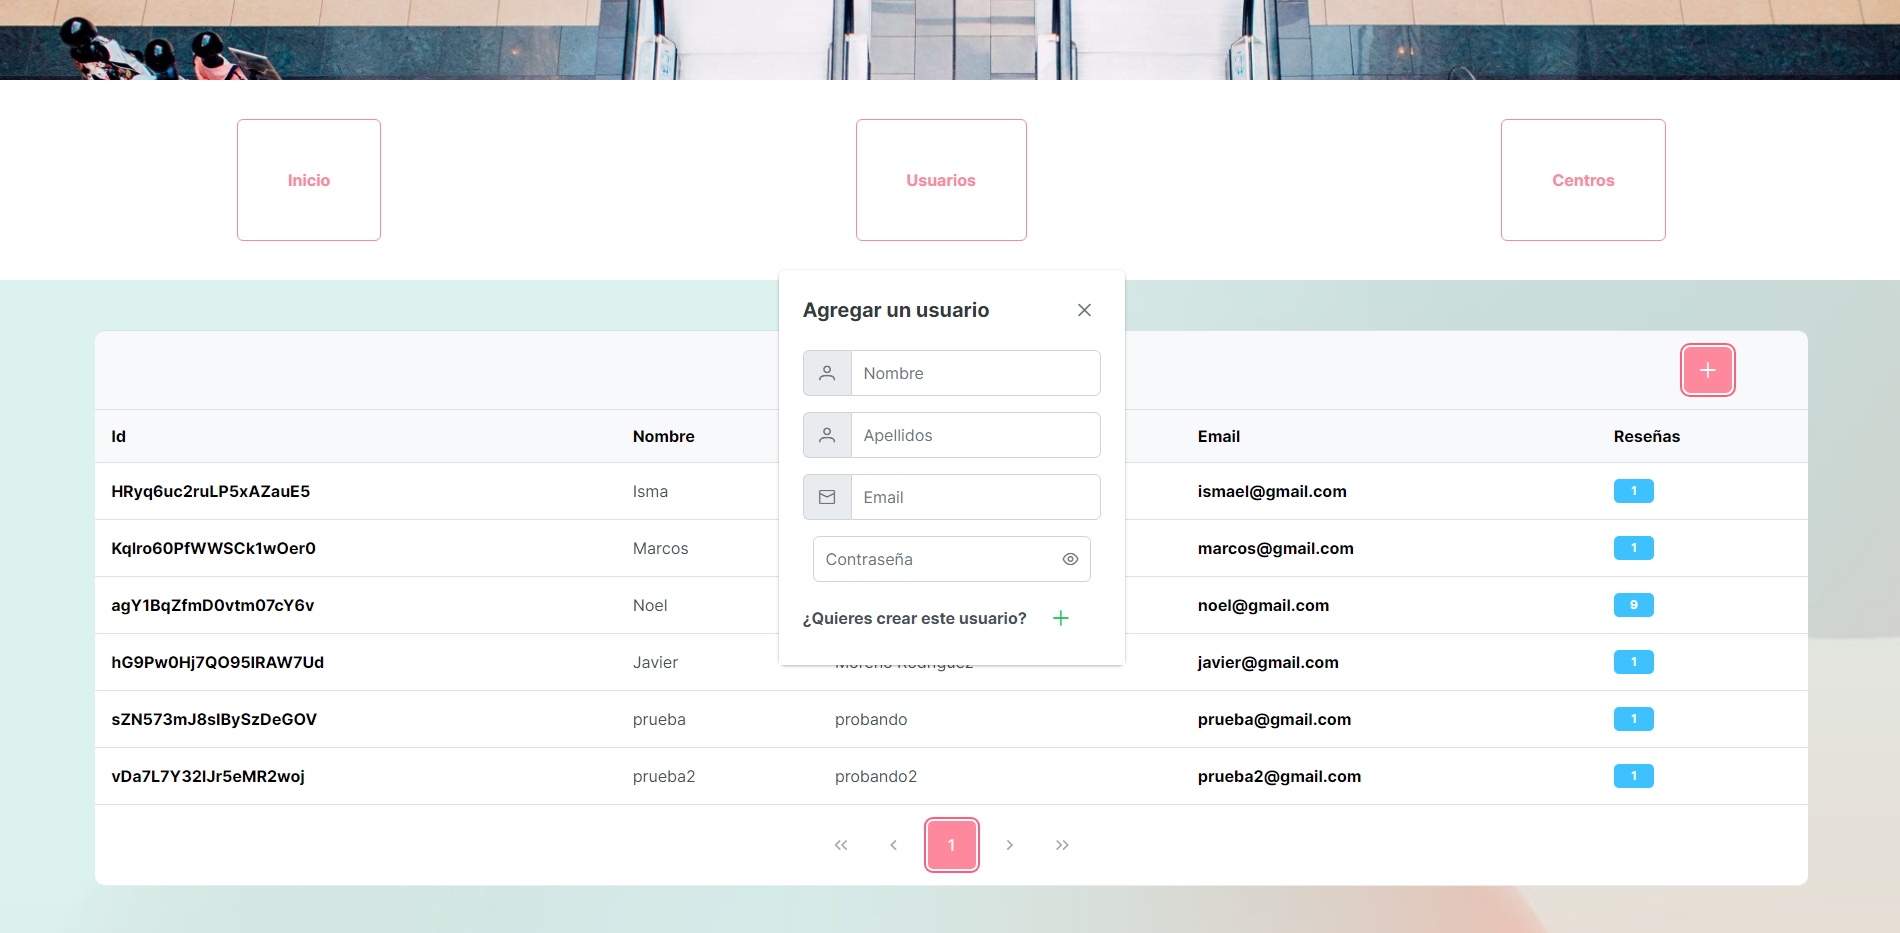 Inicio
Usuarios
Centros
Agregar un usuario
Nombre
Apellidos
Email
Contraseña
¿Quieres crear este usuario?
Id Nombre Email Reseñas
HRyq6uc2ruLP5xAZauE5 Isma ismael@gmail.com 1
Kqlro60PfWWSCk1wOer0 Marcos marcos@gmail.com 1
agY1BqZfmD0vtm07cY6v Noel noel@gmail.com 9
hG9Pw0Hj7QO95IRAW7Ud Javier Moreno Rodríguez javier@gmail.com 1
sZN573mJ8sIBySzDeGOV prueba probando prueba@gmail.com 1
vDa7L7Y32IJr5eMR2woj prueba2 probando2 prueba2@gmail.com 1
1